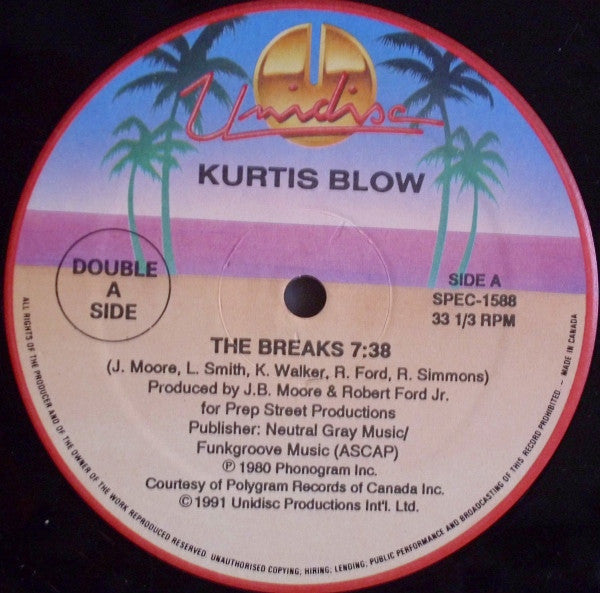 Unidisc
KURTIS BLOW
DOUBLE
A
SIDE
SIDE A
SPEC-1588
33 1/3 RPM
THE BREAKS 7:38
(J. Moore, L. Smith, K. Walker, R. Ford, R. Simmons)
Produced by J.B. Moore & Robert Ford Jr.
for Prep Street Productions
Publisher: Neutral Gray Music/
Funkgroove Music (ASCAP)
℗ 1980 Phonogram Inc.
Courtesy of Polygram Records of Canada Inc.
© 1991 Unidisc Productions Int'l. Ltd.
ALL RIGHTS OF THE PRODUCER AND OF THE OWNER OF THE WORK REPRODUCED RESERVED. UNAUTHORISED COPYING, HIRING, LENDING, PUBLIC PERFORMANCE AND BROADCASTING OF THIS RECORD PROHIBITED. – MADE IN CANADA